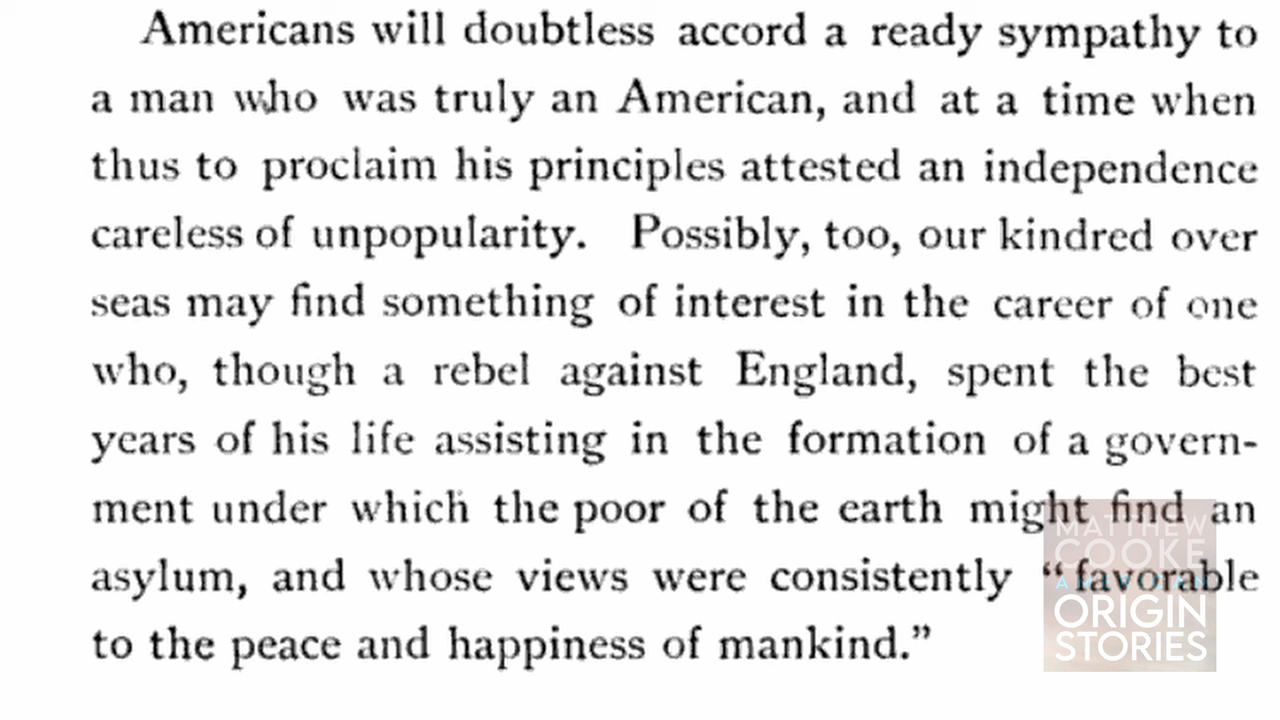 Americans will doubtless accord a ready sympathy to
a man who was truly an American, and at a time when
thus to proclaim his principles attested an independence
careless of unpopularity. Possibly, too, our kindred over
seas may find something of interest in the career of one
who, though a rebel against England, spent the best
years of his life assisting in the formation of a govern-
ment under which the poor of the earth might find an
asylum, and whose views were consistently “favorable
to the peace and happiness of mankind.”
MATTHEW
COOKE
AMERICAN
ORIGIN
STORIES